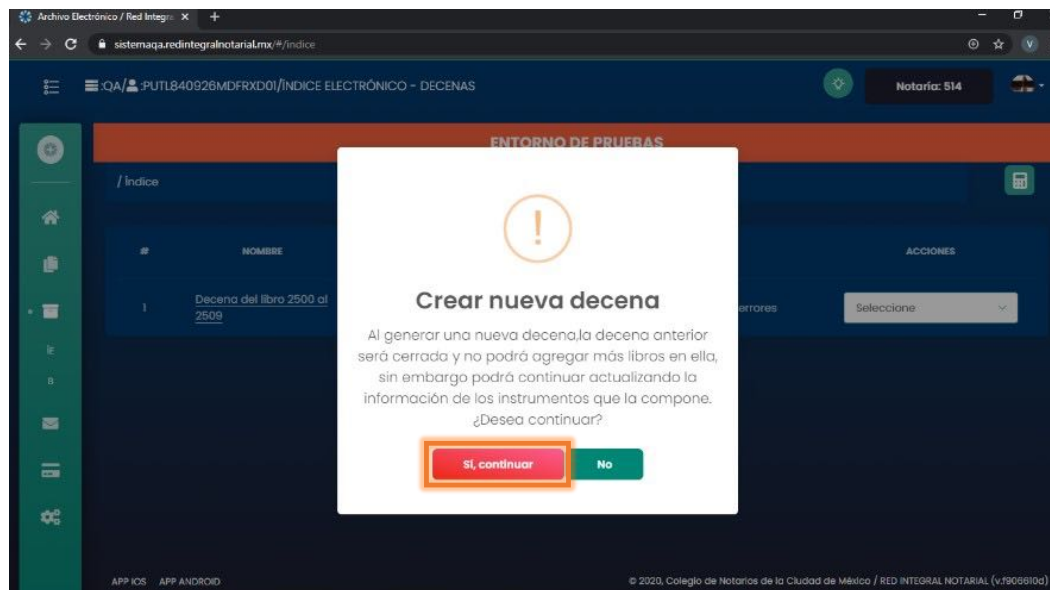 Archivo Electrónico / Red Integra
sistemaqa.redintegralnotarial.mx/#/indice
V
:QA/ :PUTL840926MDFRXD01/ÍNDICE ELECTRÓNICO - DECENAS
Notaría: 514
ENTORNO DE PRUEBAS
/ Índice
# NOMBRE ACCIONES
1 Decena del libro 2500 al
2509
errores
Seleccione
!
Crear nueva decena
Al generar una nueva decena,la decena anterior
será cerrada y no podrá agregar más libros en ella,
sin embargo podrá continuar actualizando la
información de los instrumentos que la compone.
¿Desea continuar?
Sí, continuar No
APP IOS APP ANDROID
© 2020, Colegio de Notarios de la Ciudad de México / RED INTEGRAL NOTARIAL (v.f906610d)